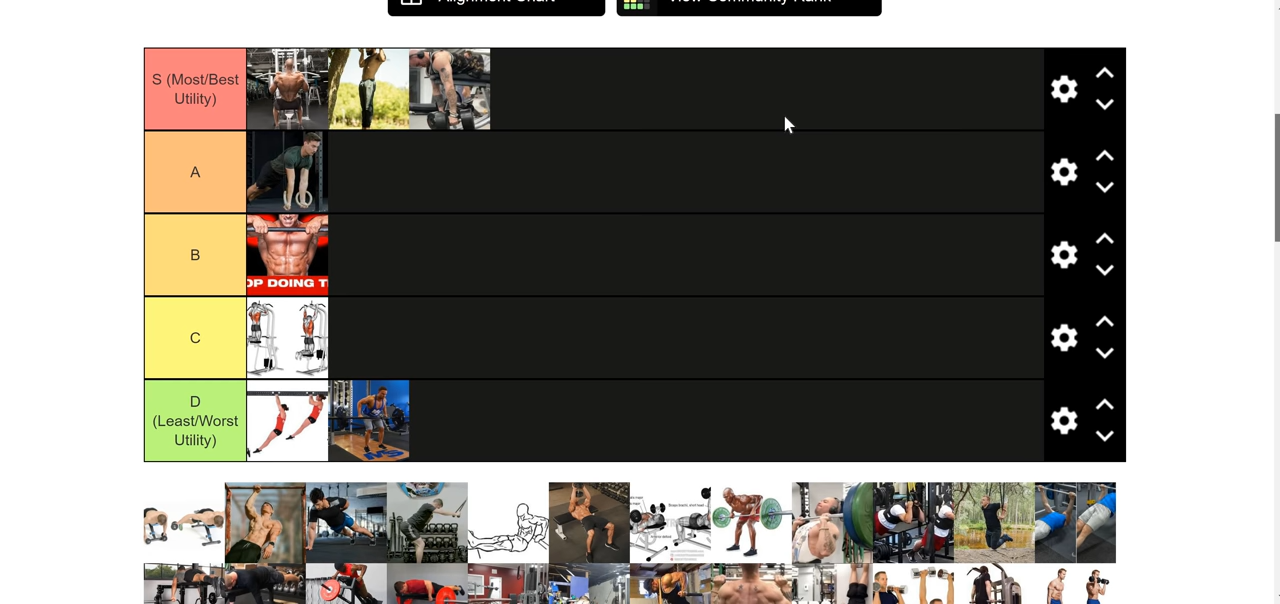 Alignment Chart
View Community Rank
S (Most/Best
Utility)
A
B
OP DOING T
C
D
(Least/Worst
Utility)